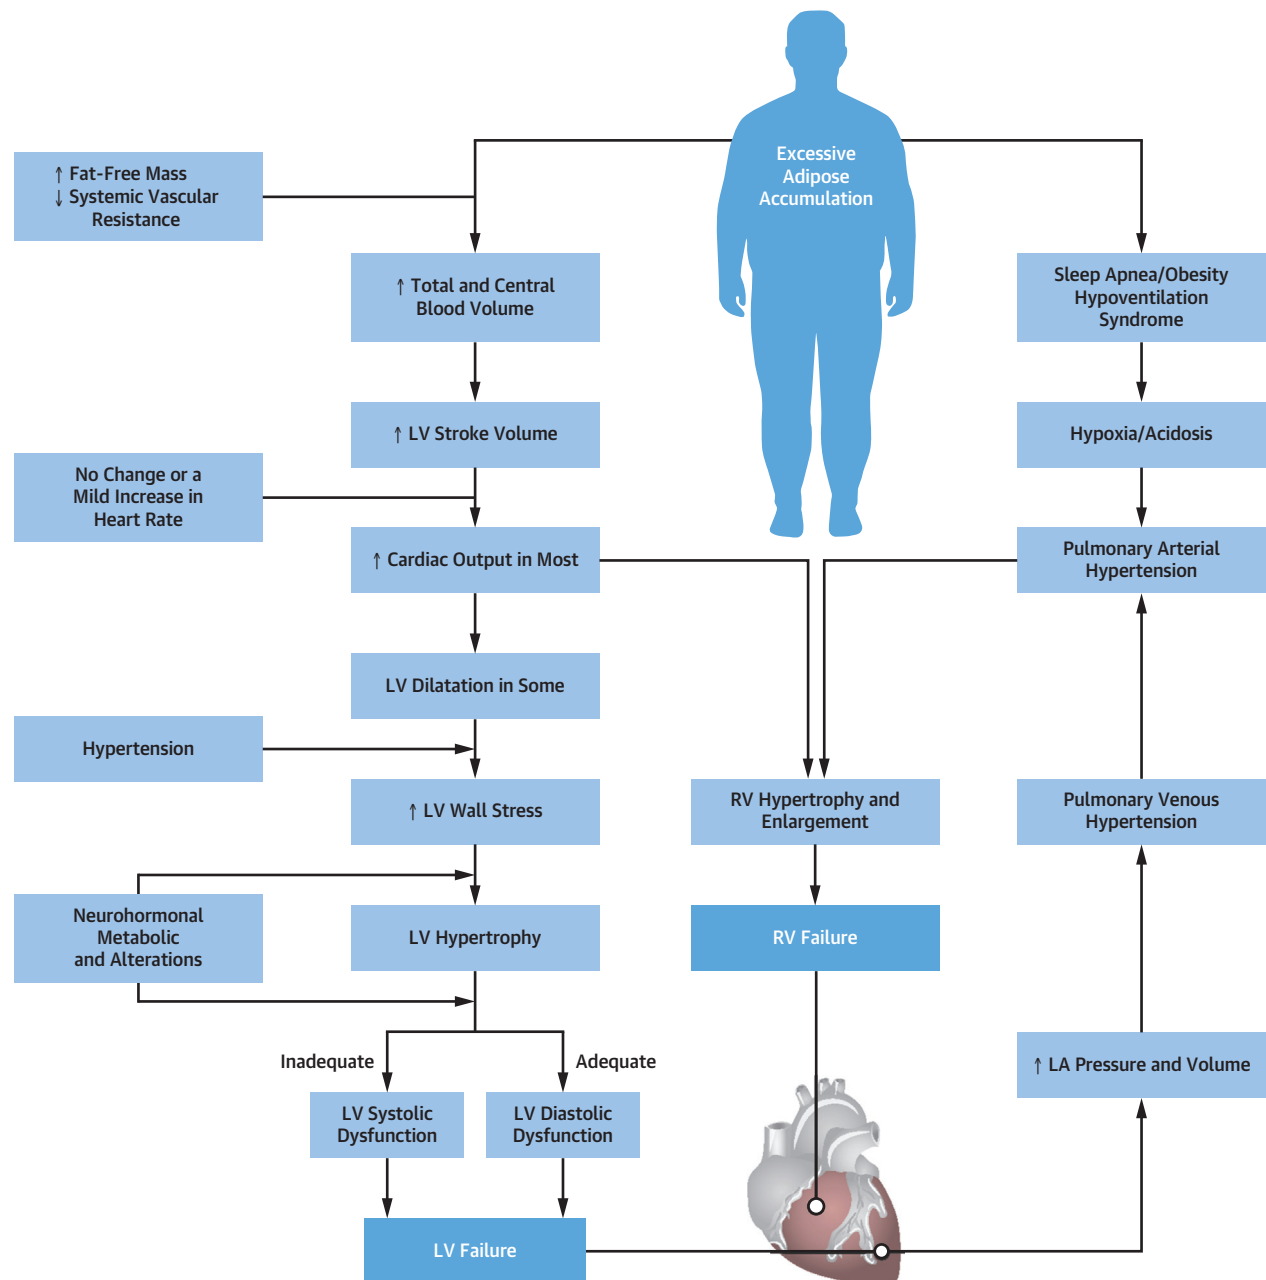 Excessive
Adipose
Accumulation
↑ Fat-Free Mass
↓ Systemic Vascular
Resistance
↑ Total and Central
Blood Volume
↑ LV Stroke Volume
No Change or a
Mild Increase in
Heart Rate
↑ Cardiac Output in Most
LV Dilatation in Some
Hypertension
↑ LV Wall Stress
Neurohormonal
Metabolic
and Alterations
LV Hypertrophy
Inadequate
Adequate
LV Systolic
Dysfunction
LV Diastolic
Dysfunction
LV Failure
RV Hypertrophy and
Enlargement
RV Failure
Sleep Apnea/Obesity
Hypoventilation
Syndrome
Hypoxia/Acidosis
Pulmonary Arterial
Hypertension
Pulmonary Venous
Hypertension
↑ LA Pressure and Volume